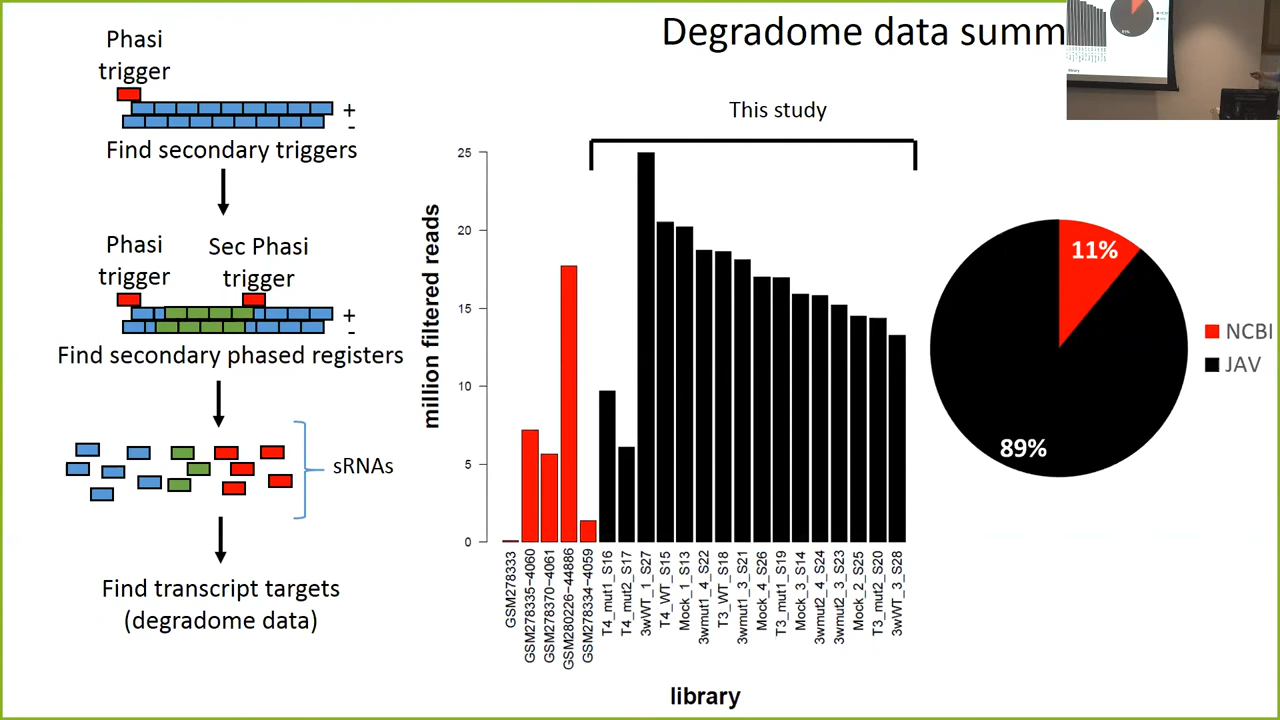 Degradome data summ
Phasi
trigger
+
-
Find secondary triggers
Phasi
trigger
Sec Phasi
trigger
+
-
Find secondary phased registers
sRNAs
Find transcript targets
(degradome data)
This study
million filtered reads
25
20
15
10
5
0
GSM278333
GSM278335-4060
GSM278370-4061
GSM280226-44886
GSM278334-4059
T4_mut1_S16
T4_mut2_S17
3wWT_1_S27
T4_WT_S15
Mock_1_S13
3wmut1_4_S22
T3_WT_S18
3wmut1_3_S21
Mock_4_S26
T3_mut1_S19
Mock_3_S14
3wmut2_4_S24
3wmut2_3_S23
Mock_2_S25
T3_mut2_S20
3wWT_3_S28
library
11%
89%
NCBI
JAV
library